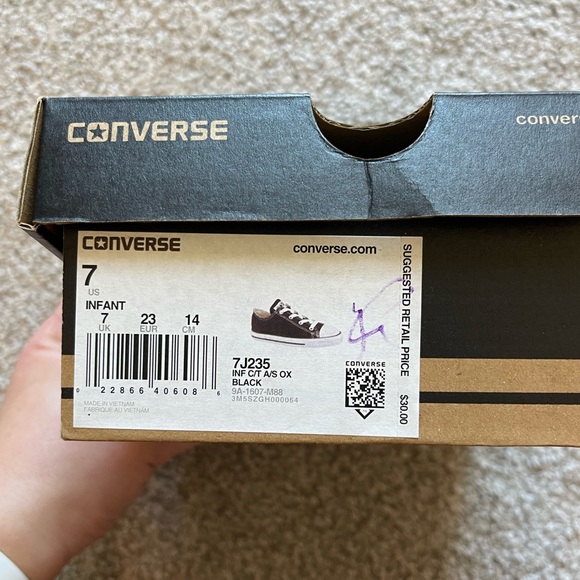 CONVERSE
conver
CONVERSE
converse.com
7
US
INFANT
7 23 14
UK EUR CM
0 22866 40608 6
MADE IN VIETNAM
FABRIQUE AU VIETNAM
7J235
INF C/T A/S OX
BLACK
9A-1607-M88
3M5SZGH000064
CONVERSE
SUGGESTED RETAIL PRICE
$30.00